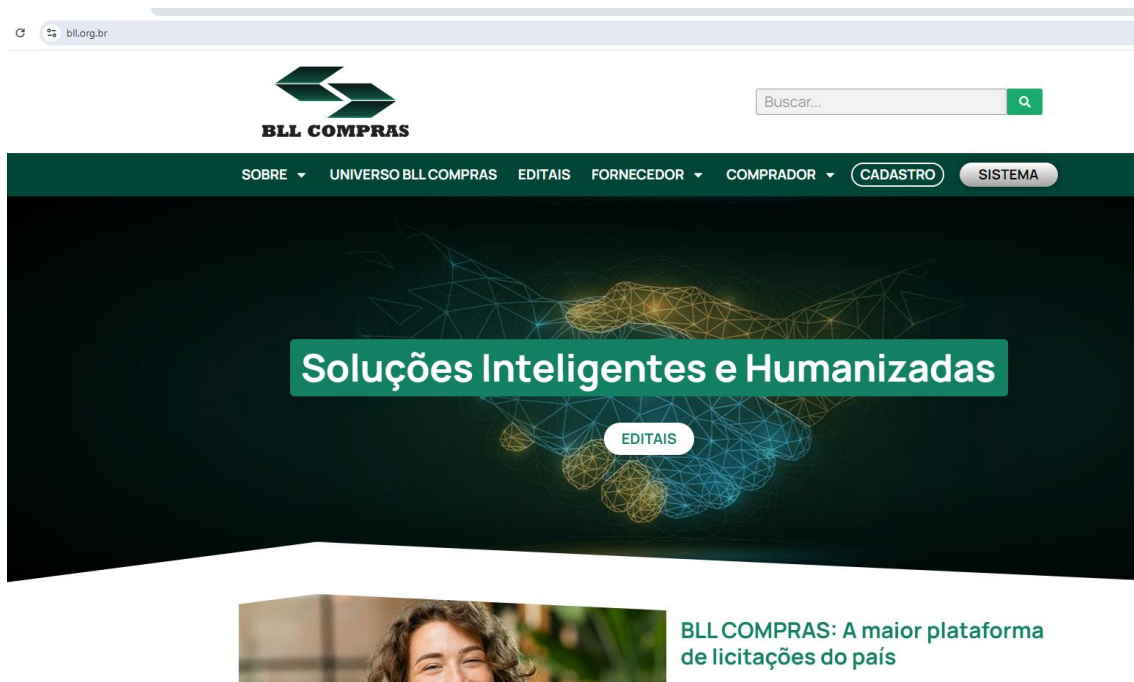 bll.org.br
BLL COMPRAS
Buscar...
SOBRE UNIVERSO BLL COMPRAS EDITAIS FORNECEDOR COMPRADOR CADASTRO SISTEMA
Soluções Inteligentes e Humanizadas
EDITAIS
BLL COMPRAS: A maior plataforma
de licitações do país